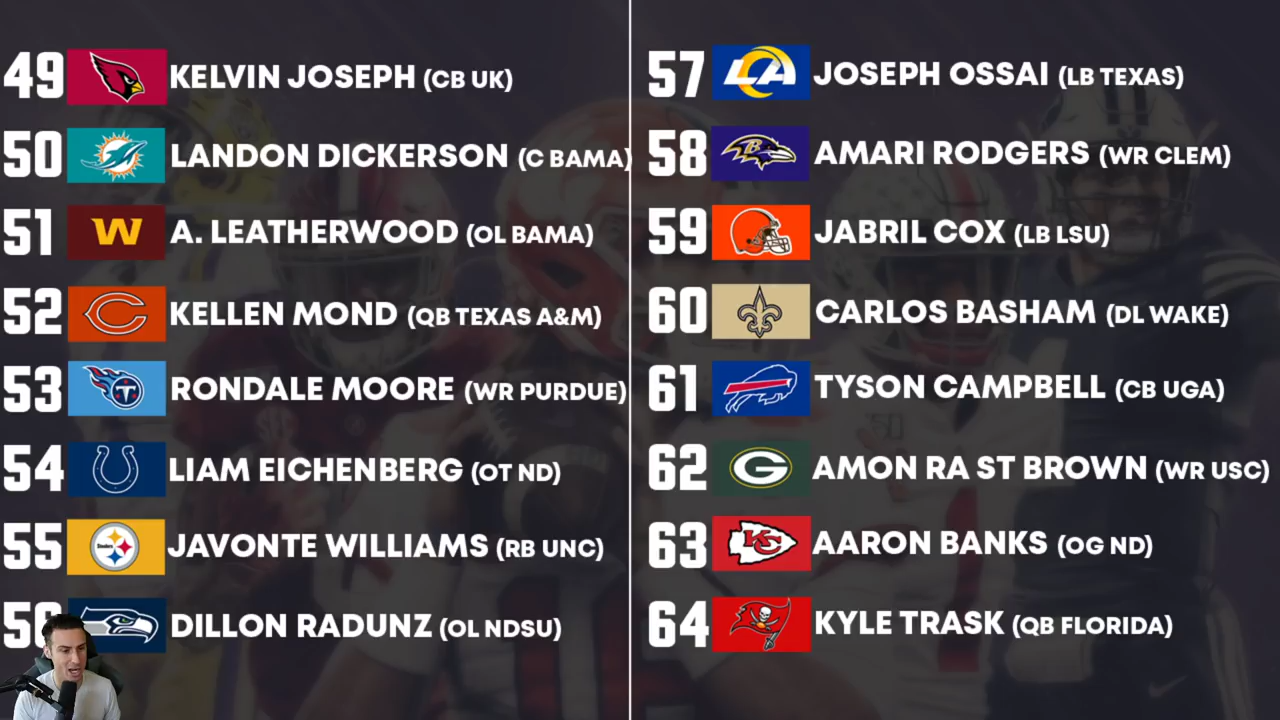 49 KELVIN JOSEPH (CB UK)
50 LANDON DICKERSON (C BAMA)
51 W A. LEATHERWOOD (OL BAMA)
52 KELLEN MOND (QB TEXAS A&M)
53 T RONDALE MOORE (WR PURDUE)
54 LIAM EICHENBERG (OT ND)
55 Steelers JAVONTE WILLIAMS (RB UNC)
56 DILLON RADUNZ (OL NDSU)
57 LA JOSEPH OSSAI (LB TEXAS)
58 B AMARI RODGERS (WR CLEM)
59 JABRIL COX (LB LSU)
60 CARLOS BASHAM (DL WAKE)
61 TYSON CAMPBELL (CB UGA)
62 G AMON RA ST BROWN (WR USC)
63 KC AARON BANKS (OG ND)
64 KYLE TRASK (QB FLORIDA)